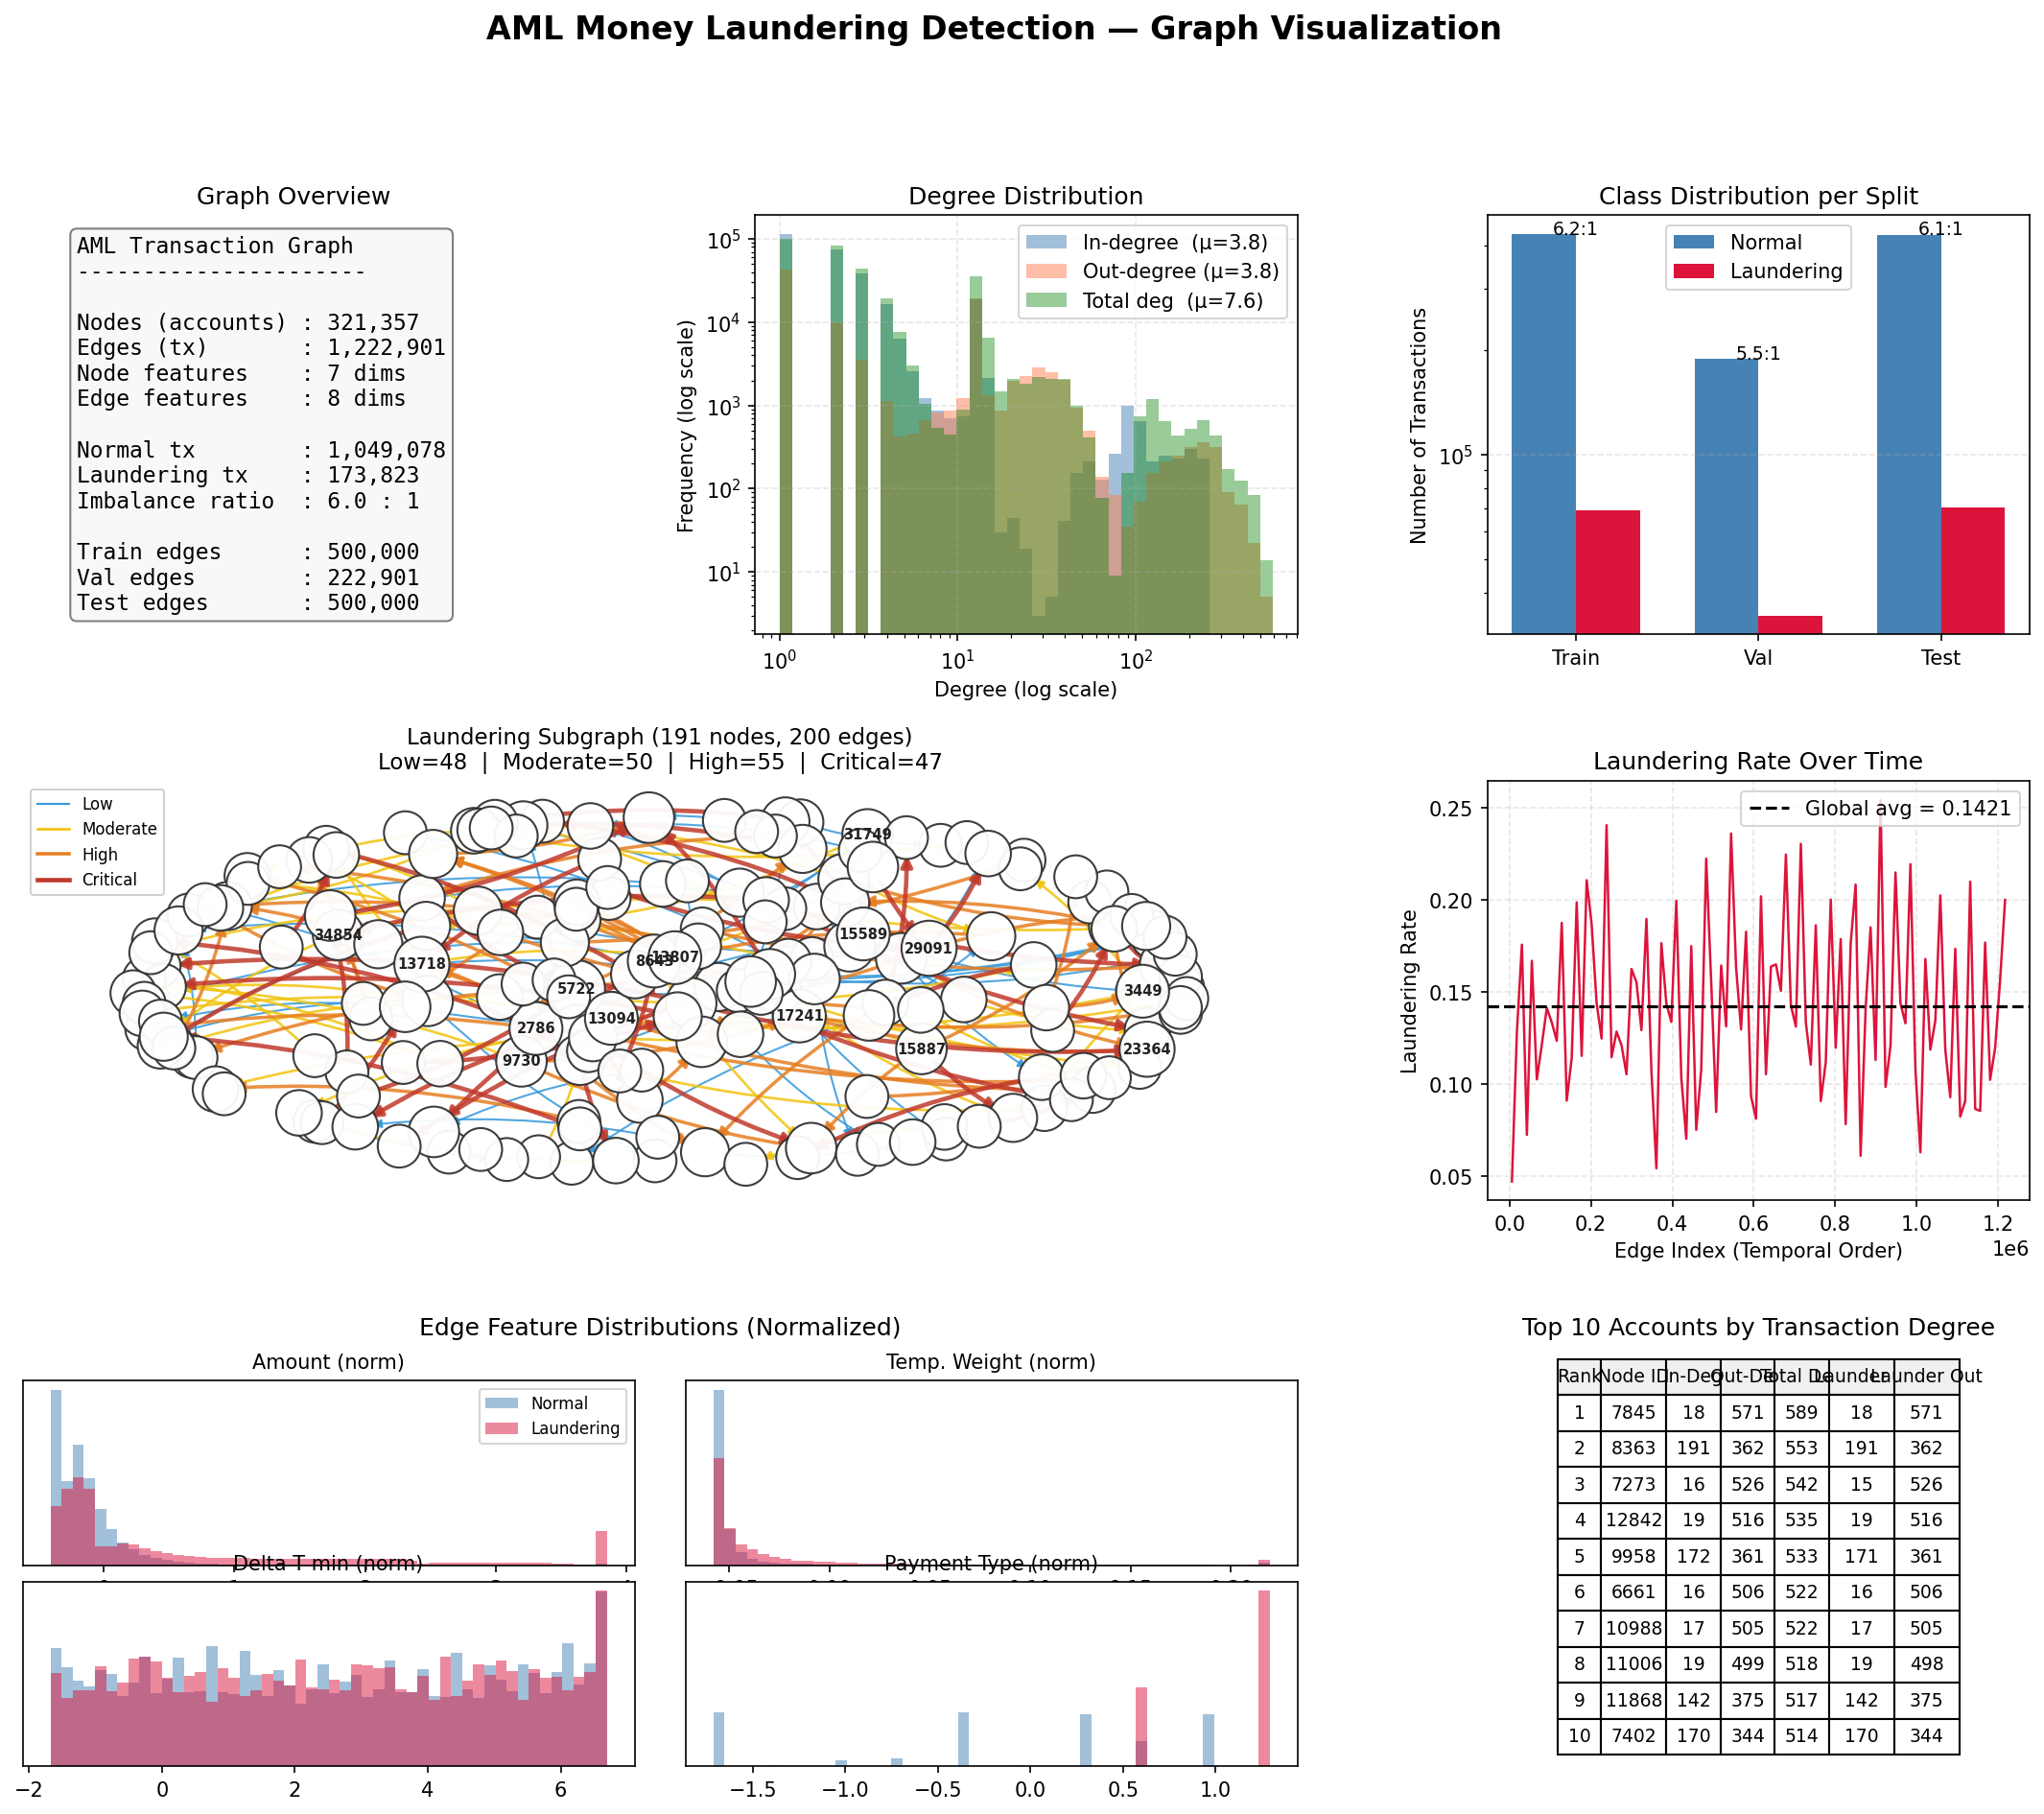 AML Money Laundering Detection — Graph Visualization
Graph Overview
AML Transaction Graph
----------------------
Nodes (accounts) : 321,357
Edges (tx) : 1,222,901
Node features : 7 dims
Edge features : 8 dims
Normal tx : 1,049,078
Laundering tx : 173,823
Imbalance ratio : 6.0 : 1
Train edges : 500,000
Val edges : 222,901
Test edges : 500,000
Degree Distribution
In-degree (μ=3.8)
Out-degree (μ=3.8)
Total deg (μ=7.6)
Frequency (log scale)
10⁵
10⁴
10³
10²
10¹
10⁰ 10¹ 10²
Degree (log scale)
Class Distribution per Split
6.2:1
5.5:1
6.1:1
Normal
Laundering
Number of Transactions
10⁵
Train Val Test
Laundering Subgraph (191 nodes, 200 edges)
Low=48 | Moderate=50 | High=55 | Critical=47
Low
Moderate
High
Critical
31749
34854
15589
29091
13718
13807
5722
3449
13094
17241
2786
15887
23364
9730
Laundering Rate Over Time
Global avg = 0.1421
Laundering Rate
0.25
0.20
0.15
0.10
0.05
0.0 0.2 0.4 0.6 0.8 1.0 1.2
1e6
Edge Index (Temporal Order)
Edge Feature Distributions (Normalized)
Amount (norm)
Normal
Laundering
Temp. Weight (norm)
Delta T min (norm)
−2 0 2 4 6
Payment Type (norm)
−1.5 −1.0 −0.5 0.0 0.5 1.0
Top 10 Accounts by Transaction Degree
Rank Node ID In-Deg Out-De Total De Launder Launder Out
1 7845 18 571 589 18 571
2 8363 191 362 553 191 362
3 7273 16 526 542 15 526
4 12842 19 516 535 19 516
5 9958 172 361 533 171 361
6 6661 16 506 522 16 506
7 10988 17 505 522 17 505
8 11006 19 499 518 19 498
9 11868 142 375 517 142 375
10 7402 170 344 514 170 344